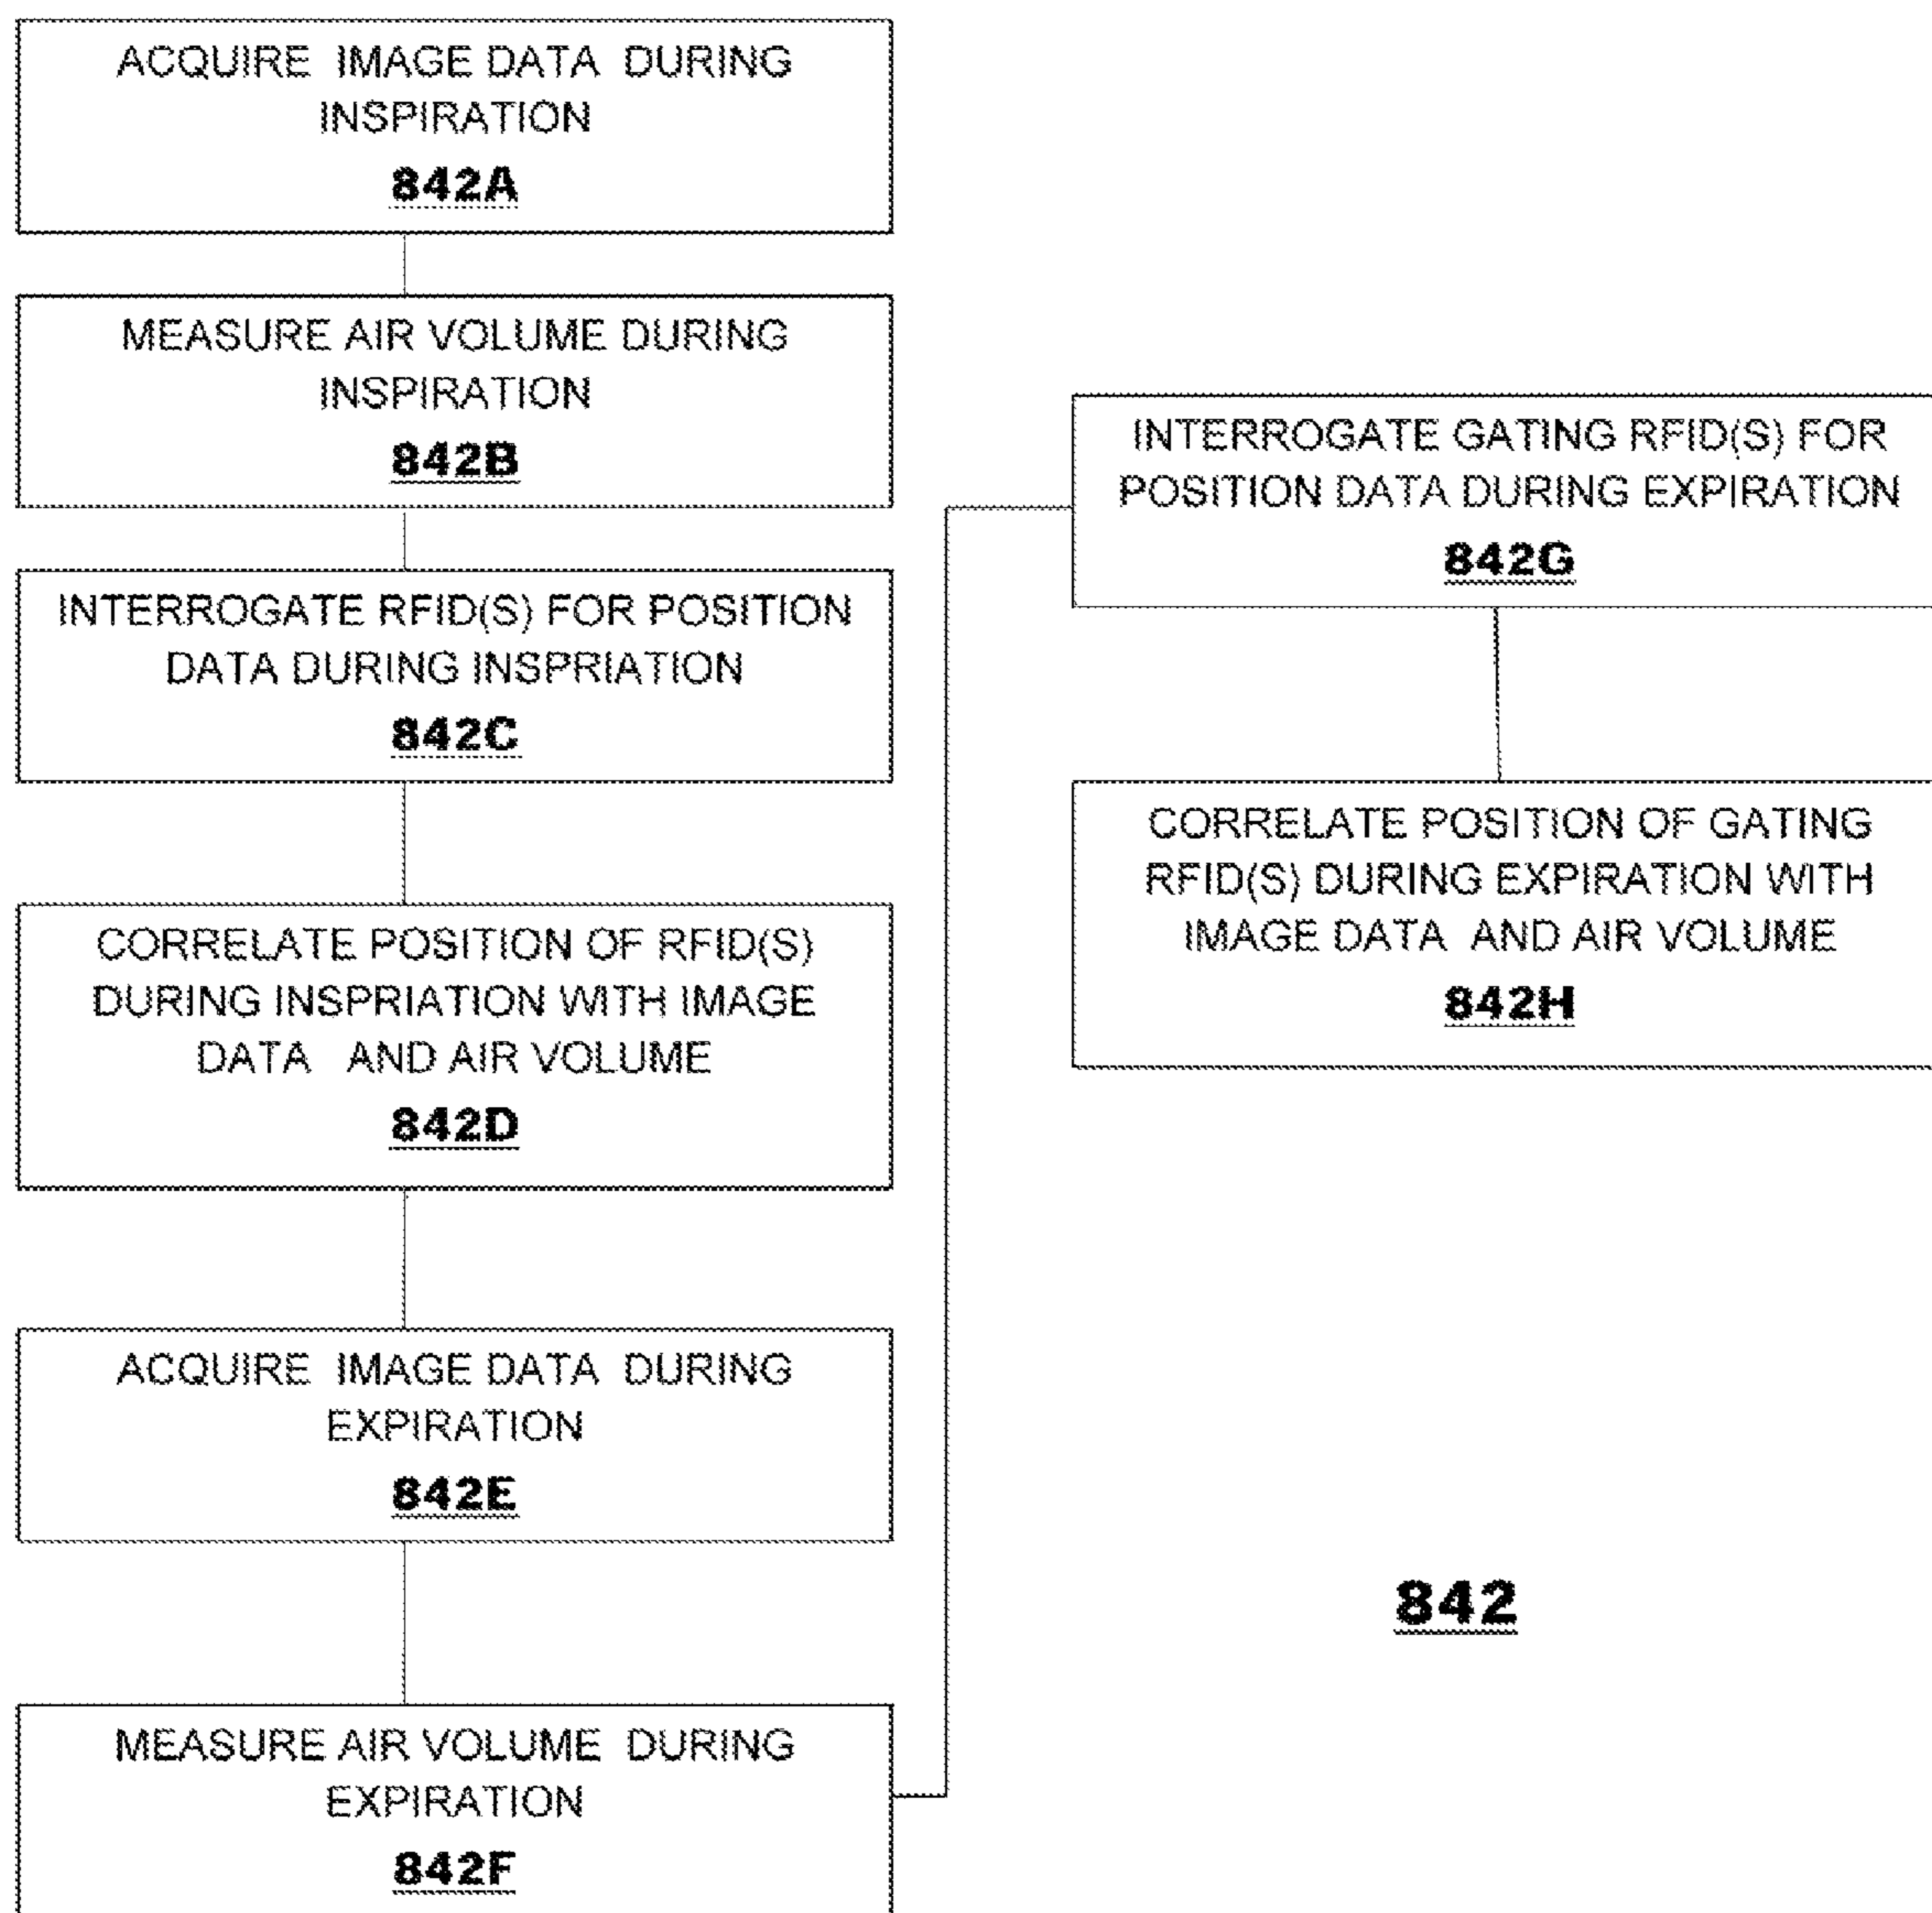 ACQUIRE IMAGE DATA DURING
INSPIRATION
842A
MEASURE AIR VOLUME DURING
INSPIRATION
842B
INTERROGATE RFID(S) FOR POSITION
DATA DURING INSPRIATION
842C
CORRELATE POSITION OF RFID(S)
DURING INSPRIATION WITH IMAGE
DATA AND AIR VOLUME
842D
ACQUIRE IMAGE DATA DURING
EXPIRATION
842E
MEASURE AIR VOLUME DURING
EXPIRATION
842F
INTERROGATE GATING RFID(S) FOR
POSITION DATA DURING EXPIRATION
842G
CORRELATE POSITION OF GATING
RFID(S) DURING EXPIRATION WITH
IMAGE DATA AND AIR VOLUME
842H
842